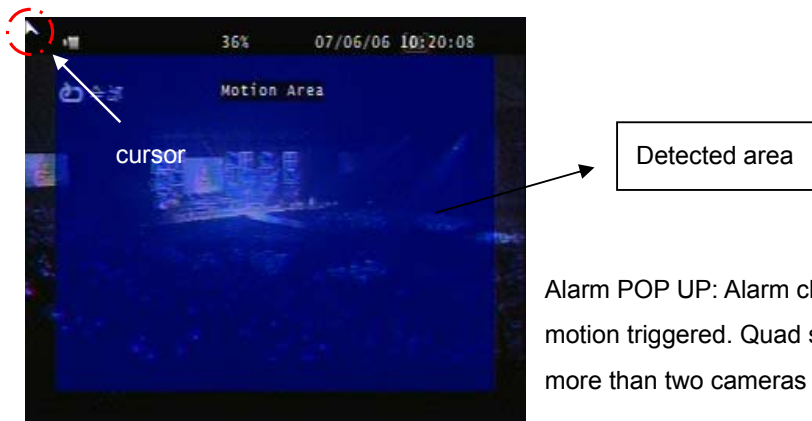 36% 07/06/06 10:20:08
Motion Area
cursor
Detected area
Alarm POP UP: Alarm
motion triggered. Quad
more than two cameras